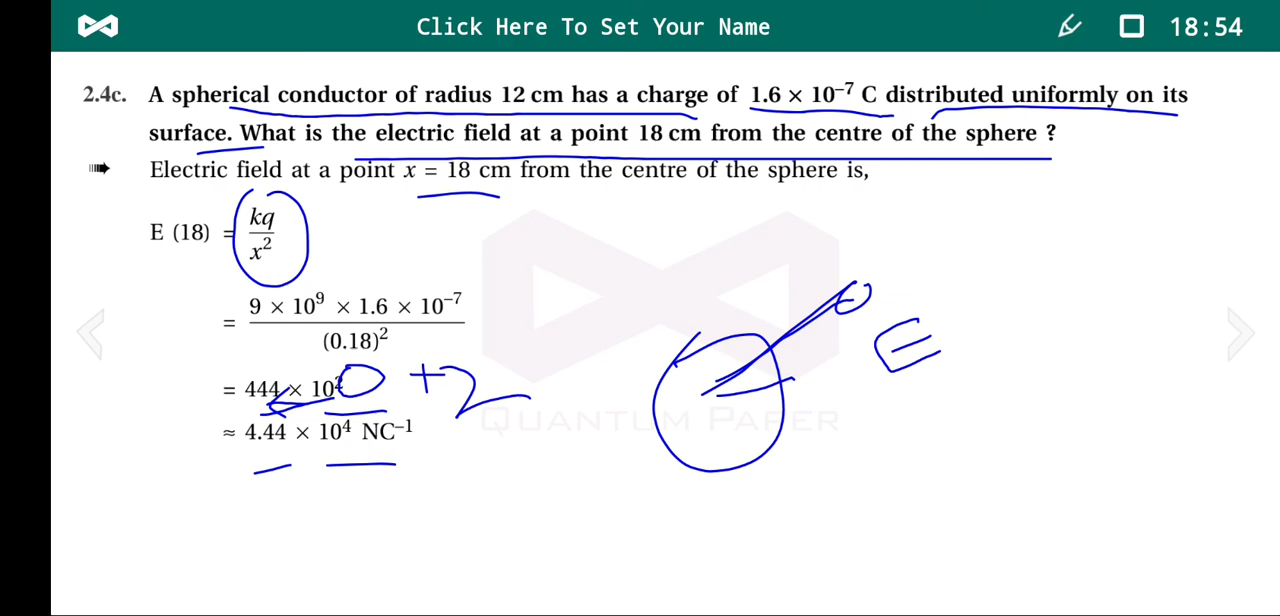 Click Here To Set Your Name 18:54
2.4c. A spherical conductor of radius 12 cm has a charge of 1.6 × 10⁻⁷ C distributed uniformly on its
surface. What is the electric field at a point 18 cm from the centre of the sphere ?
➠ Electric field at a point x = 18 cm from the centre of the sphere is,
E (18) = kq / x²
= 9 × 10⁹ × 1.6 × 10⁻⁷ / (0.18)²
= 444 × 10² 0 + 2
≈ 4.44 × 10⁴ NC⁻¹
E
QUANTUM PAPER